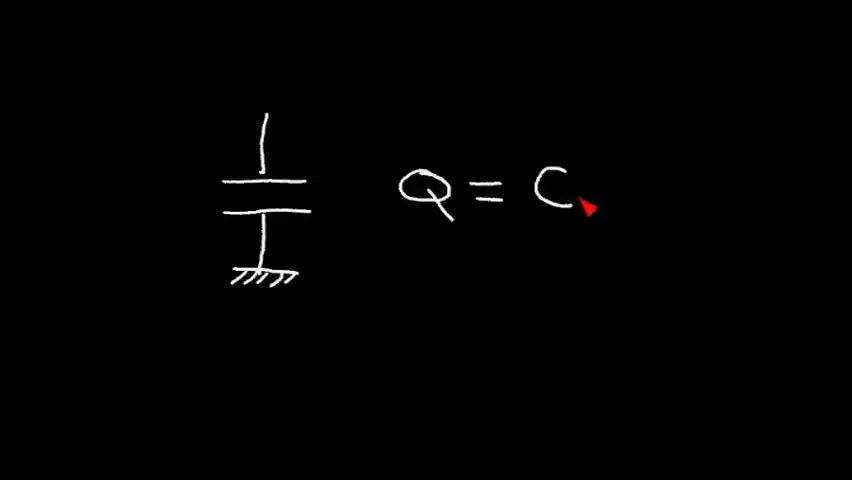 Q = C